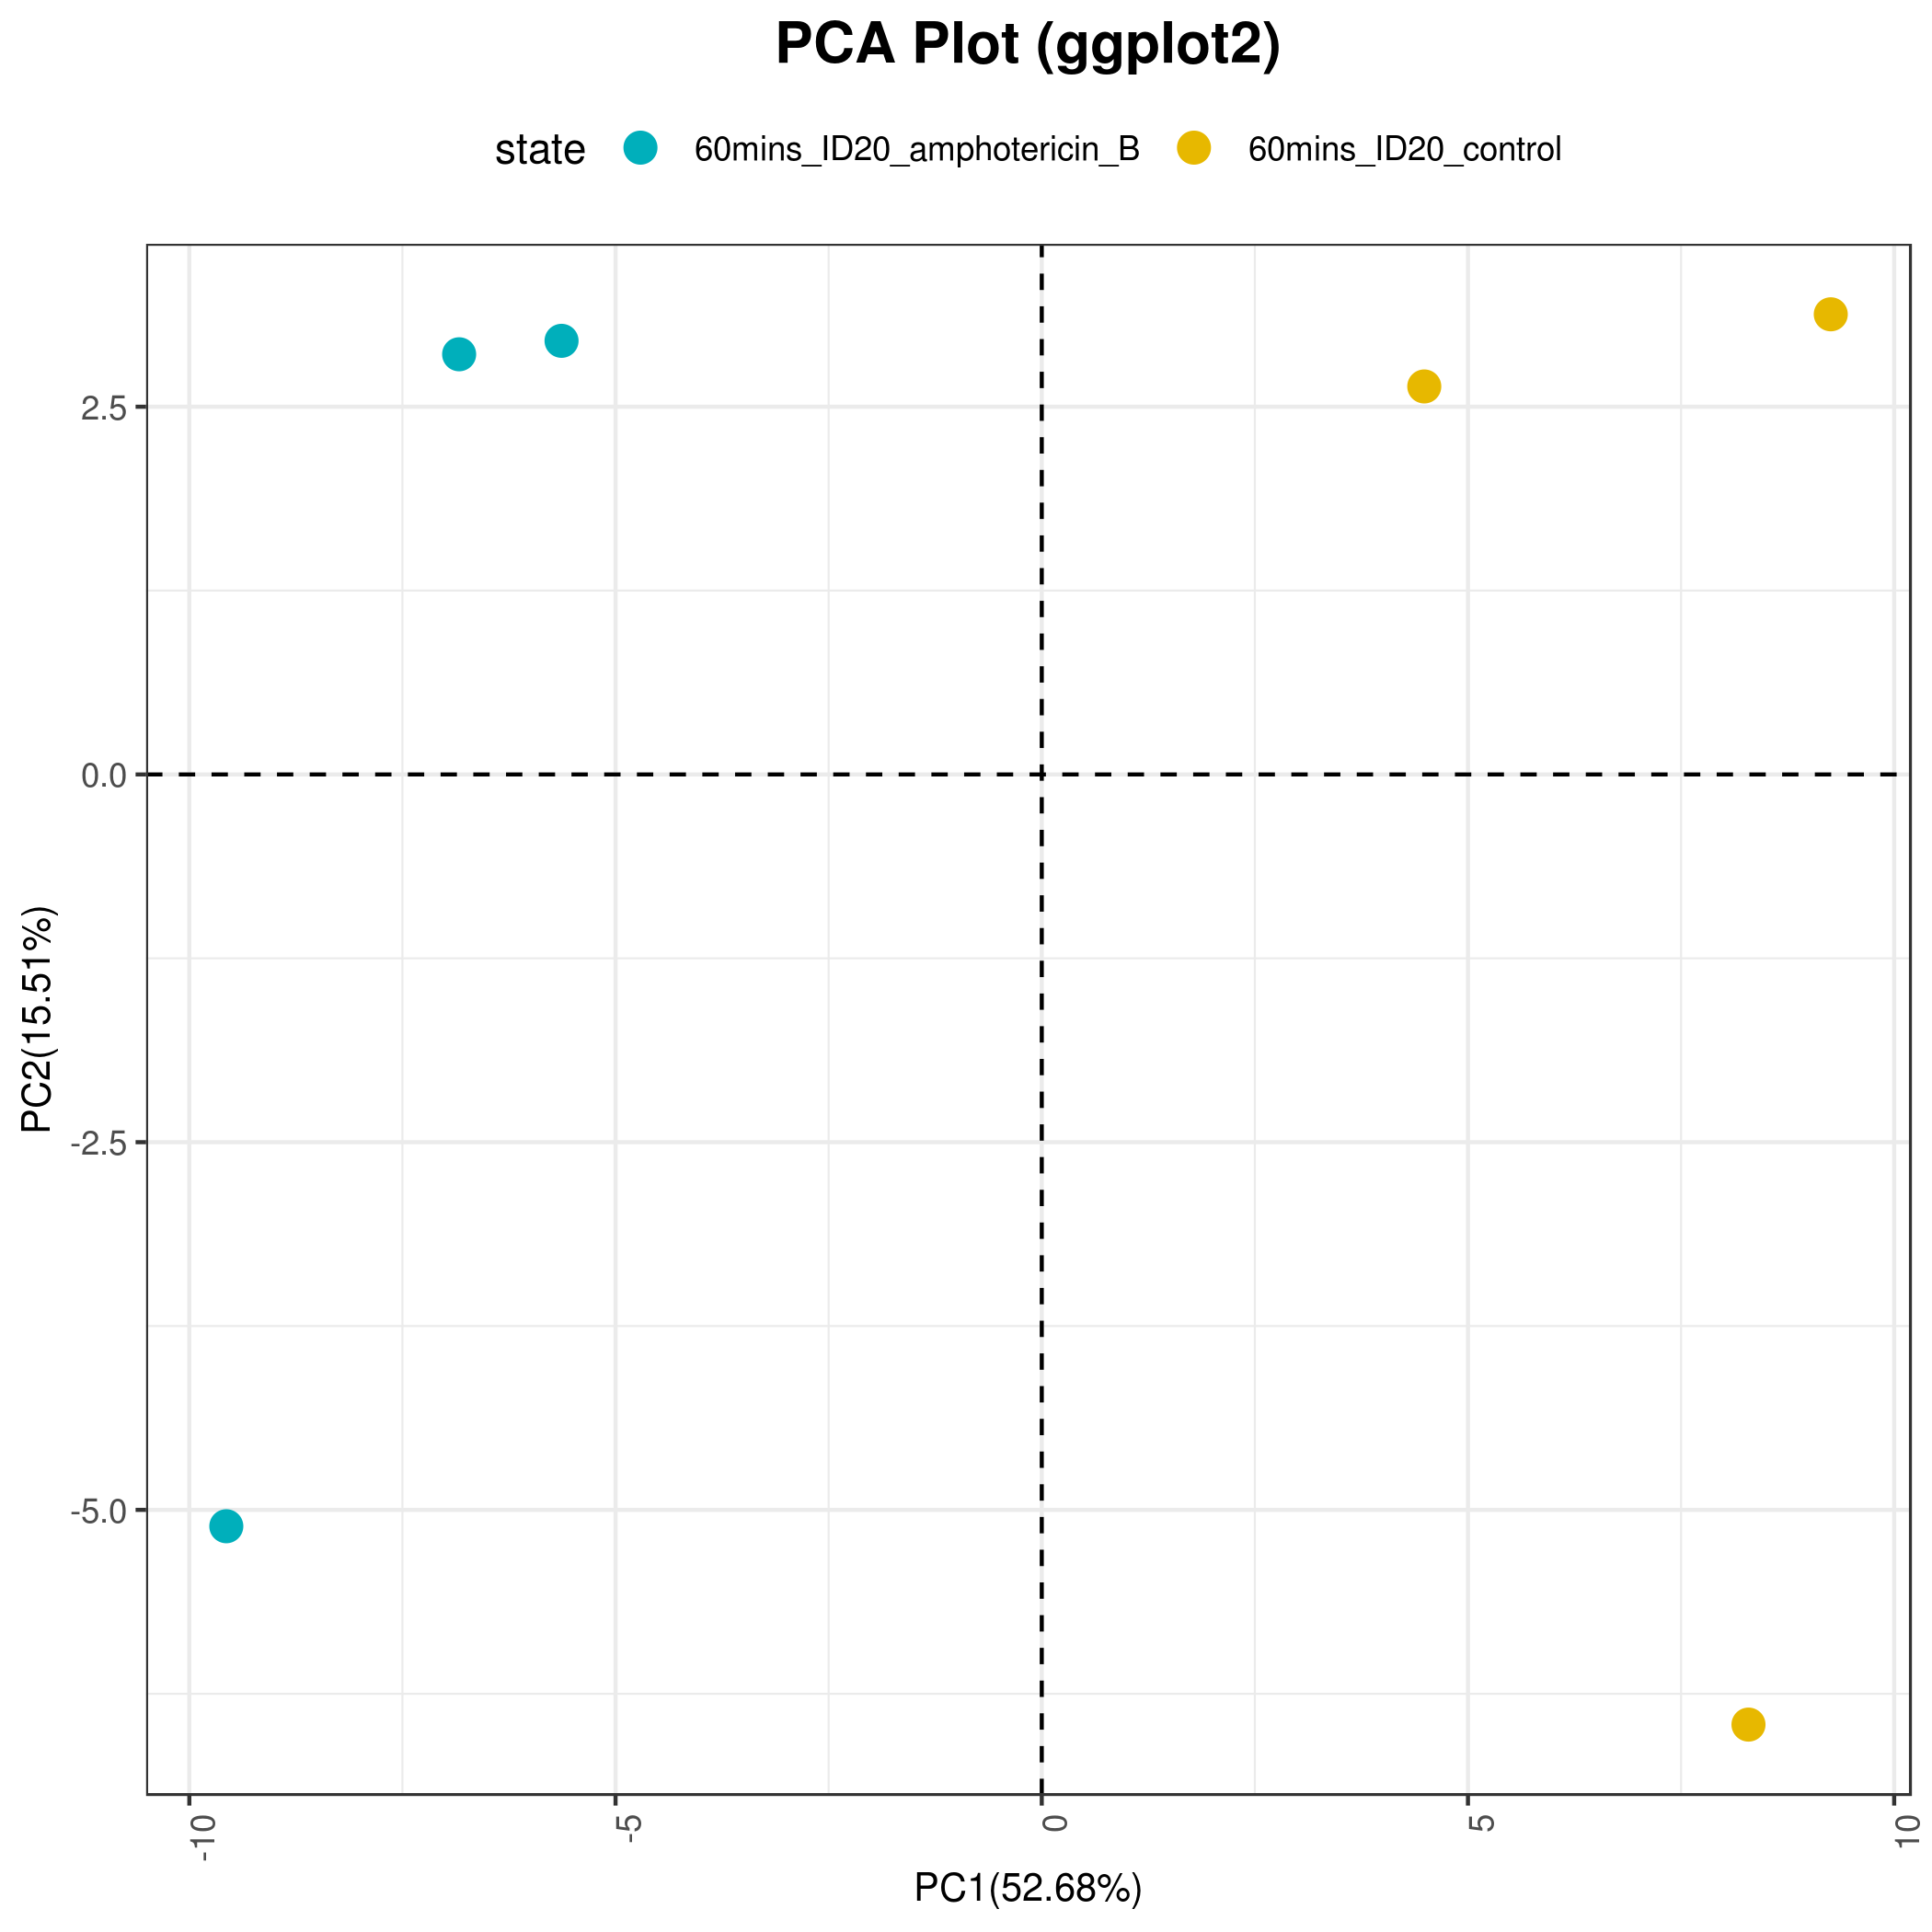 PCA Plot (ggplot2)
state 60mins_ID20_amphotericin_B 60mins_ID20_control
2.5
0.0
-2.5
-5.0
PC2(15.51%)
-10 -5 0 5 10
PC1(52.68%)